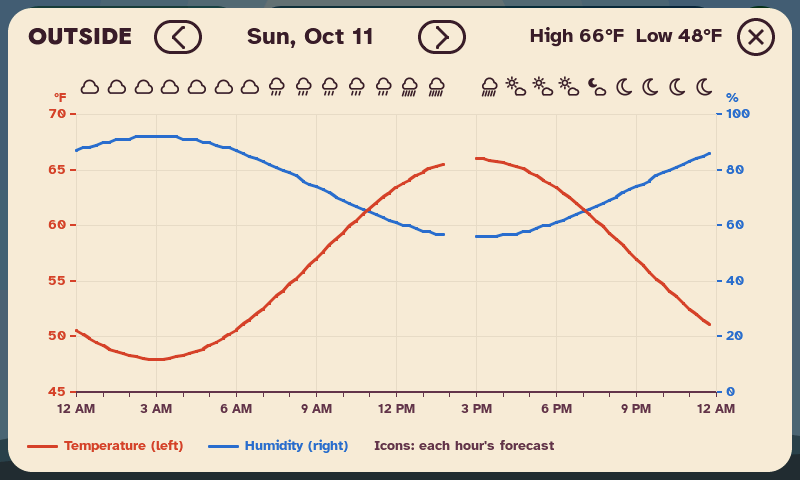 OUTSIDE Sun, Oct 11 High 66°F Low 48°F
°F %
70 100
65 80
60 60
55 40
50 20
45 0
12 AM 3 AM 6 AM 9 AM 12 PM 3 PM 6 PM 9 PM 12 AM
Temperature (left) Humidity (right) Icons: each hour's forecast